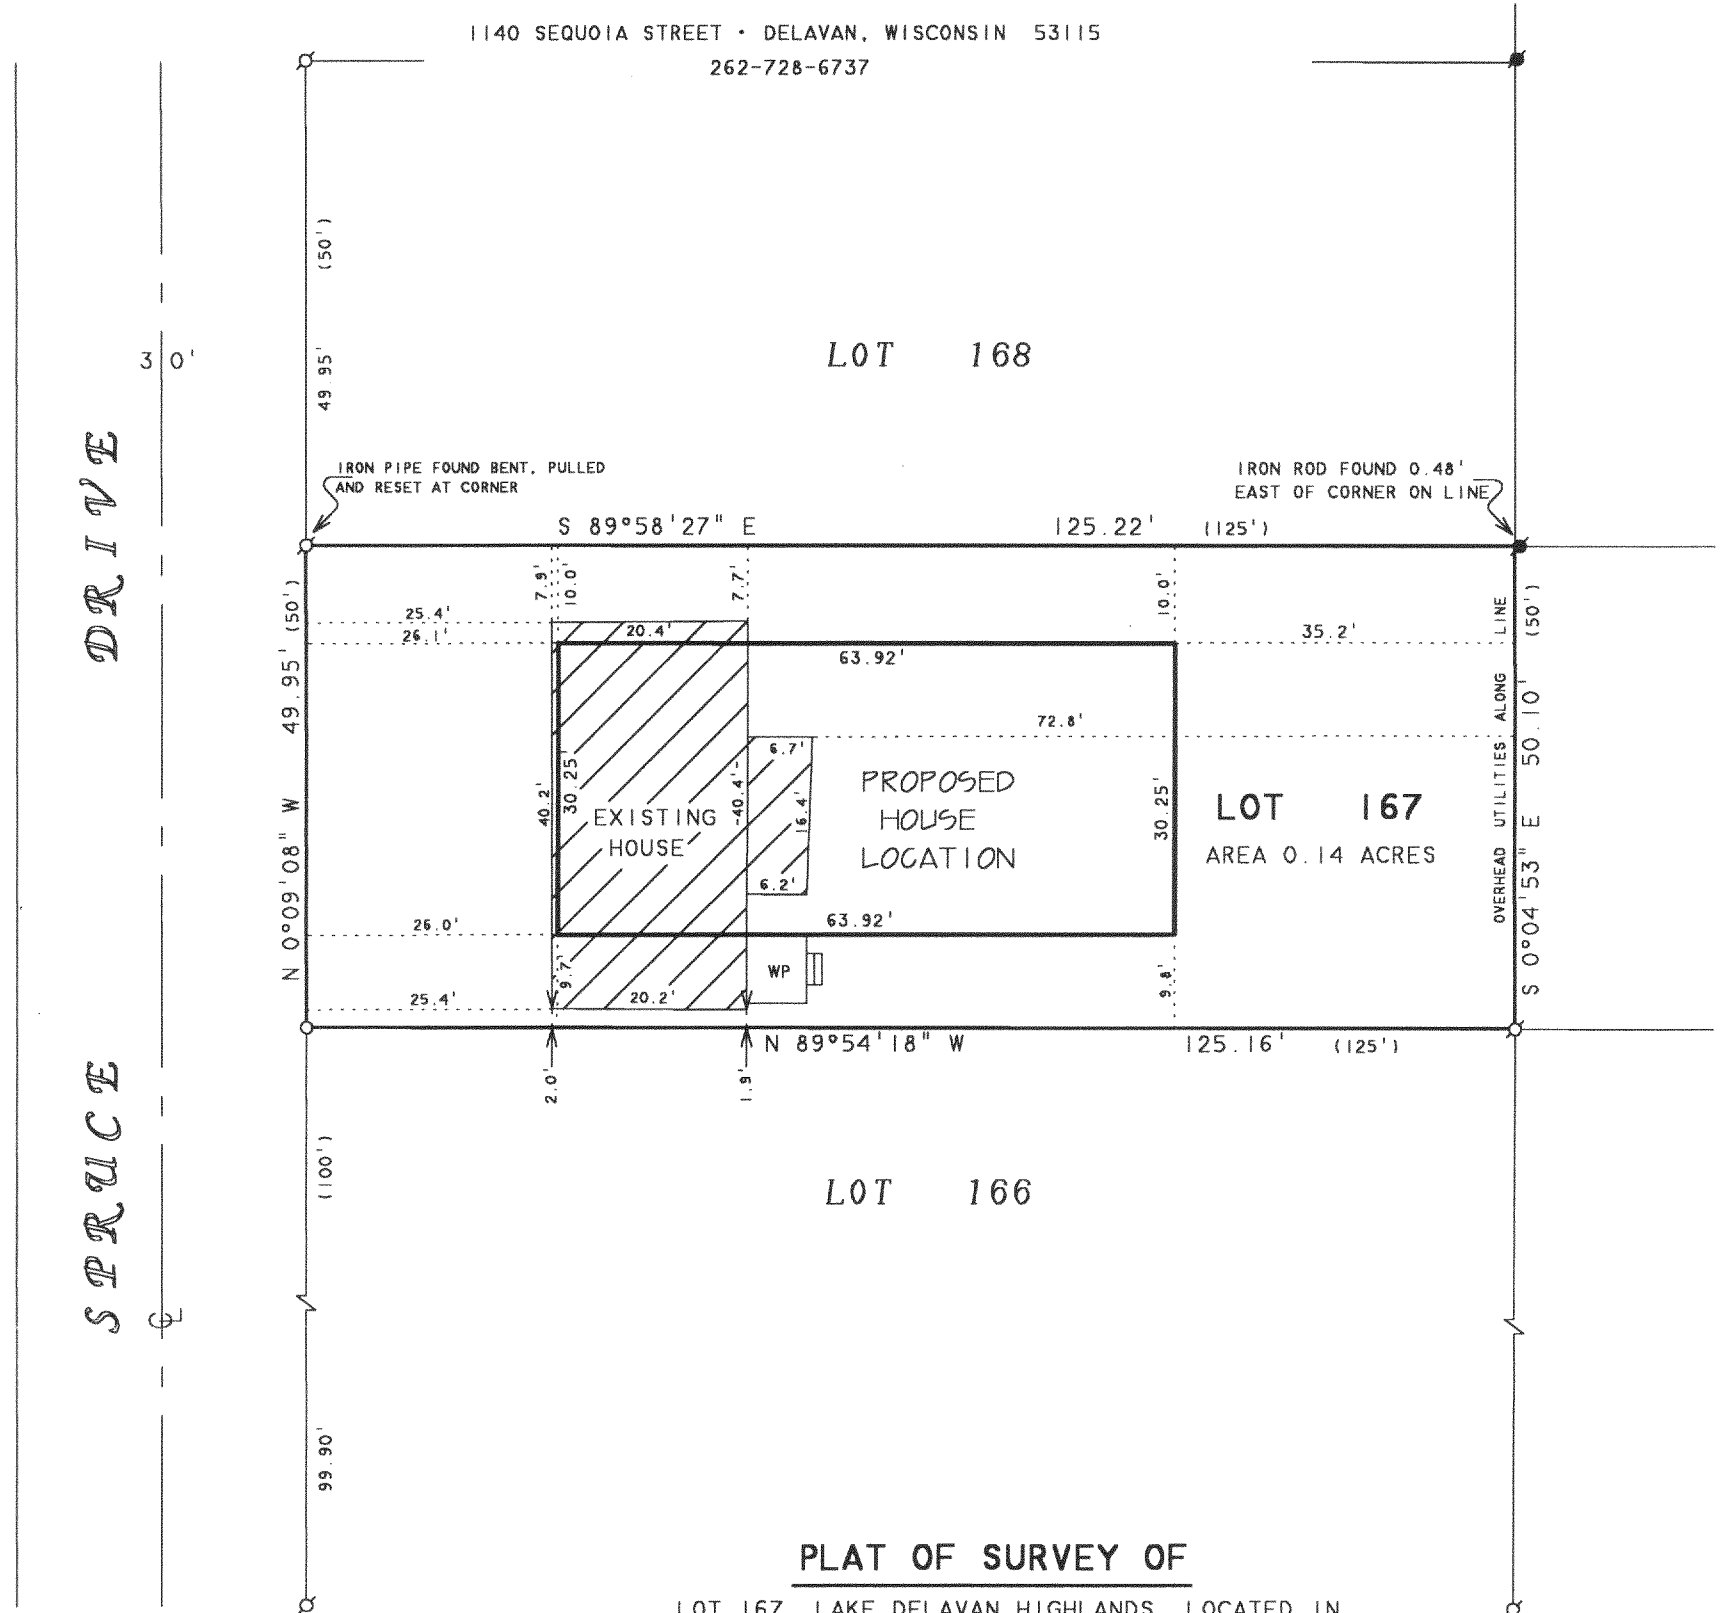 1140 SEQUOIA STREET • DELAVAN, WISCONSIN 53115
262-728-6737
(50')
49.95'
30'
LOT 168
DRIVE
IRON PIPE FOUND BENT, PULLED
AND RESET AT CORNER
IRON ROD FOUND 0.48'
EAST OF CORNER ON LINE
S 89°58'27" E 125.22' (125')
7.9'
10.0'
7.7'
10.0'
N 0°09'08" W 49.95' (50')
25.4'
26.1'
20.4'
35.2'
63.92'
72.8'
6.7'
40.2'
30.25'
40.4'
16.4'
EXISTING
HOUSE
PROPOSED
HOUSE
LOCATION
30.25'
LOT 167
AREA 0.14 ACRES
OVERHEAD UTILITIES ALONG LINE
S 0°04'53" E 50.10' (50')
6.2'
26.0'
63.92'
9.7'
WP
9.8'
25.4'
20.2'
N 89°54'18" W 125.16' (125')
2.0'
1.9'
SPRUCE
(100')
LOT 166
CL
99.90'
PLAT OF SURVEY OF
LOT 167, LAKE DELAVAN HIGHLANDS, LOCATED IN